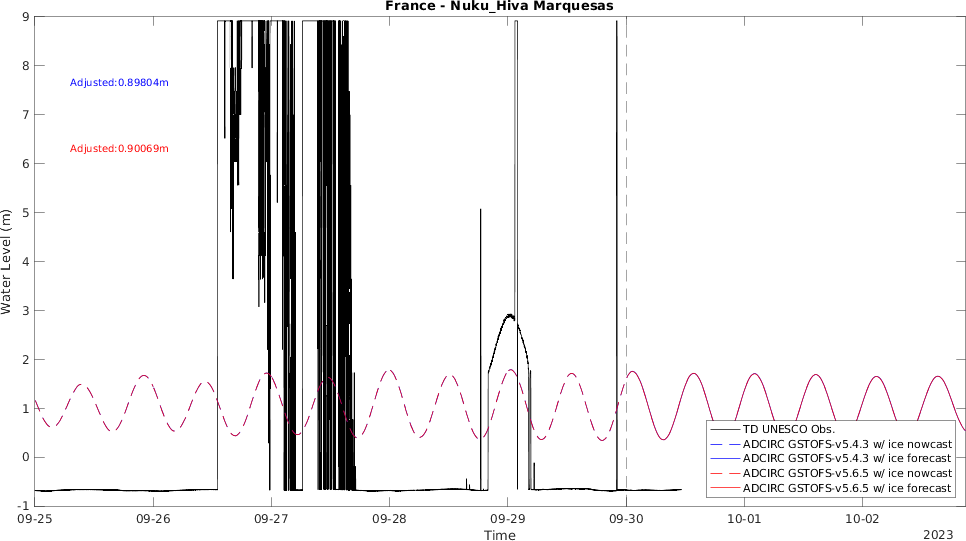 France - Nuku_Hiva Marquesas
9
8
7
6
5
4
3
2
1
0
-1
Water Level (m)
Adjusted:0.89804m
Adjusted:0.90069m
TD UNESCO Obs.
ADCIRC GSTOFS-v5.4.3 w/ ice nowcast
ADCIRC GSTOFS-v5.4.3 w/ ice forecast
ADCIRC GSTOFS-v5.6.5 w/ ice nowcast
ADCIRC GSTOFS-v5.6.5 w/ ice forecast
09-25 09-26 09-27 09-28 09-29 09-30 10-01 10-02
Time
2023